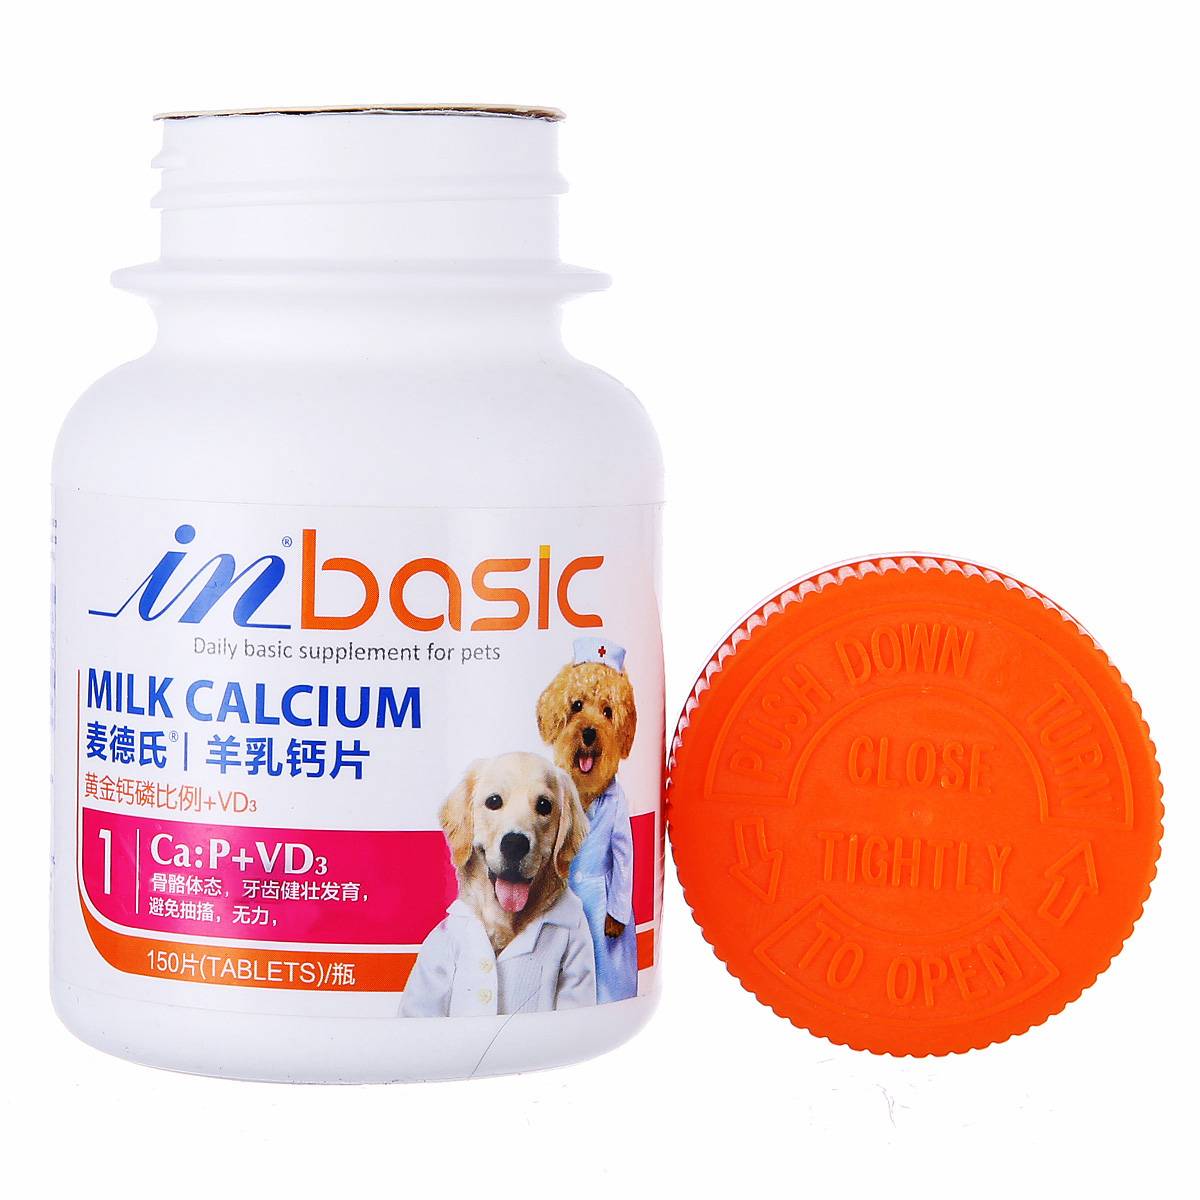 in®basic
Daily basic supplement for pets
MILK CALCIUM
麦德氏®|羊乳钙片
黄金钙磷比例+VD₃
1
Ca:P+VD₃
骨骼体态，牙齿健壮发育，
避免抽搐，无力，
150片(TABLETS)/瓶
PUSH DOWN & TURN
CLOSE
TIGHTLY
TO OPEN